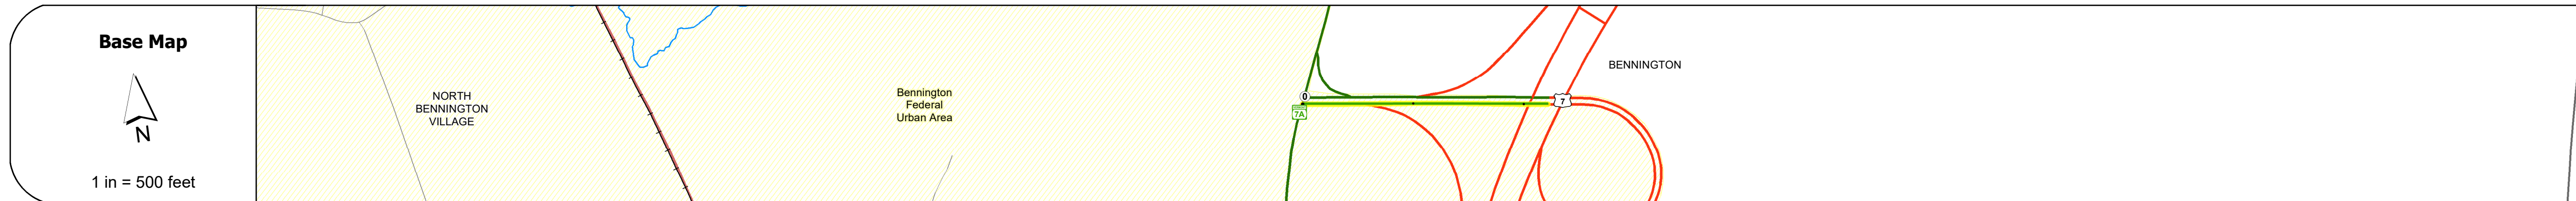 Base Map
N
1 in = 500 feet
NORTH
BENNINGTON
VILLAGE
Bennington
Federal
Urban Area
0
7A
7
BENNINGTON